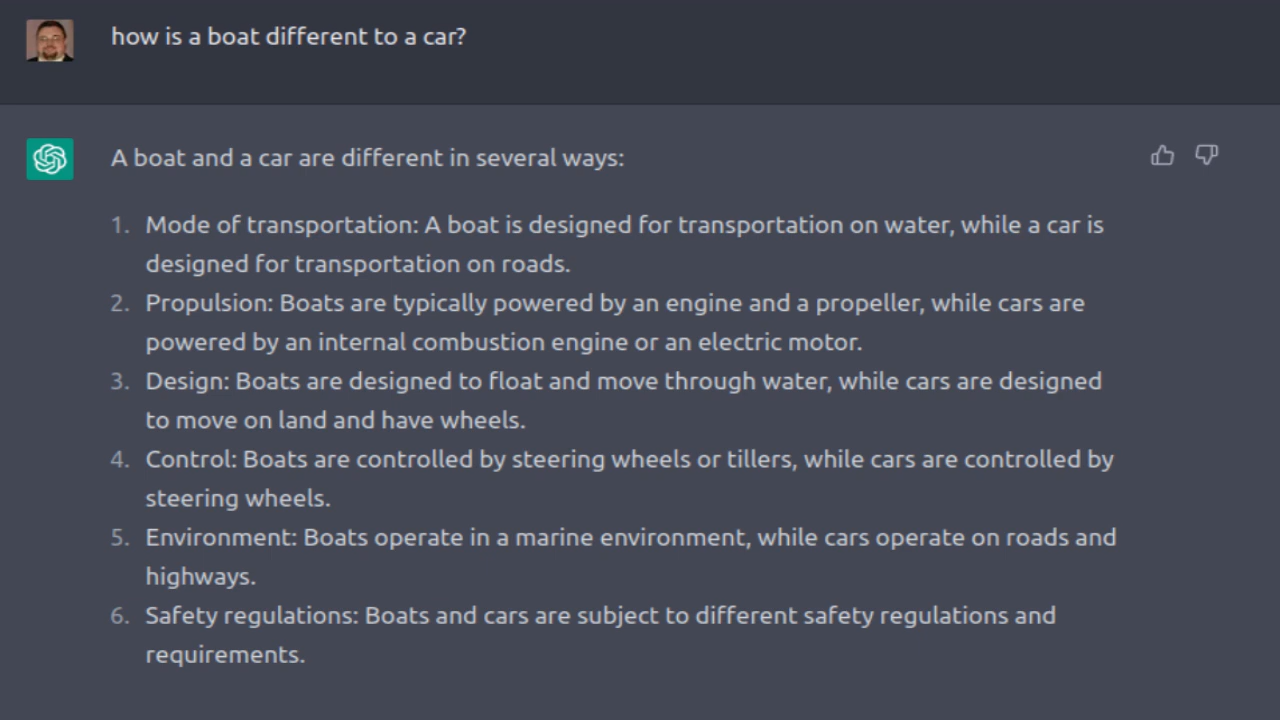 how is a boat different to a car?
A boat and a car are different in several ways:
1. Mode of transportation: A boat is designed for transportation on water, while a car is
designed for transportation on roads.
2. Propulsion: Boats are typically powered by an engine and a propeller, while cars are
powered by an internal combustion engine or an electric motor.
3. Design: Boats are designed to float and move through water, while cars are designed
to move on land and have wheels.
4. Control: Boats are controlled by steering wheels or tillers, while cars are controlled by
steering wheels.
5. Environment: Boats operate in a marine environment, while cars operate on roads and
highways.
6. Safety regulations: Boats and cars are subject to different safety regulations and
requirements.